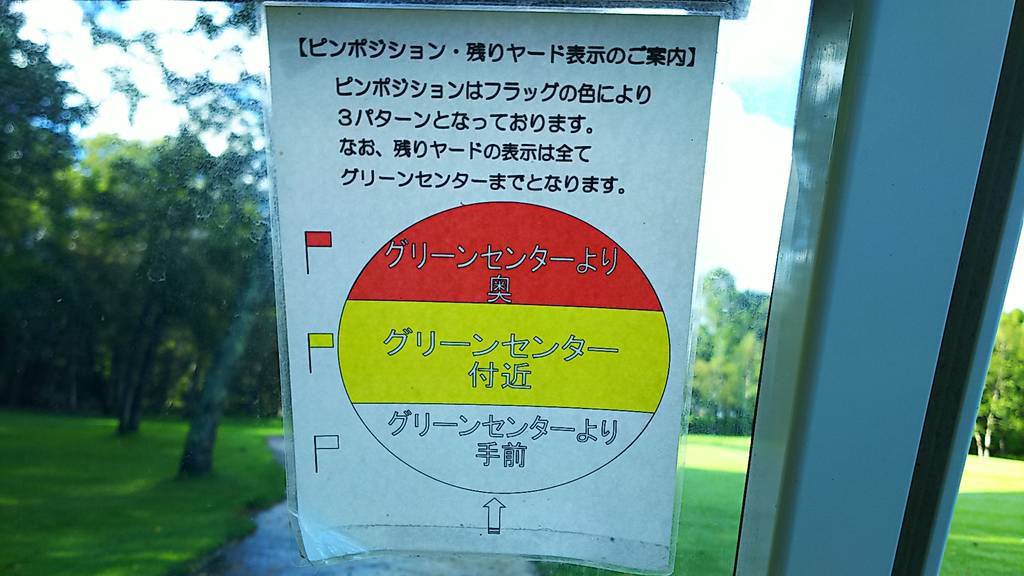 【ピンポジション・残りヤード表示のご案内】
ピンポジションはフラッグの色により
３パターンとなっております。
なお、残りヤードの表示は全て
グリーンセンターまでとなります。
グリーンセンターより
奥
グリーンセンター
付近
グリーンセンターより
手前